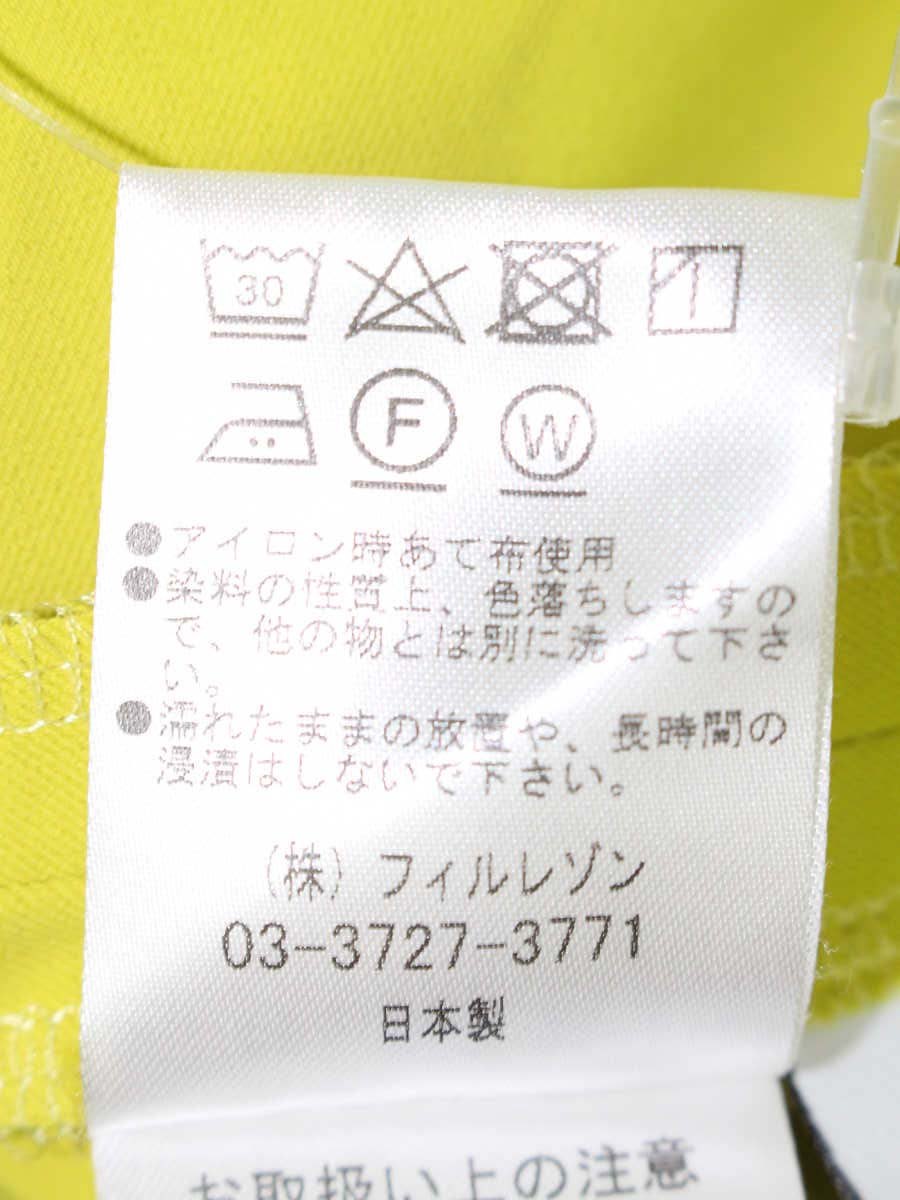 30
F
W
●アイロン時あて布使用
●染料の性質上、色落ちしますの
で、他の物とは別に洗って下さ
い。
●濡れたままの放置や、長時間の
浸漬はしないで下さい。
(株)フィルレゾン
03-3727-3771
日本製
お取扱い上の注意